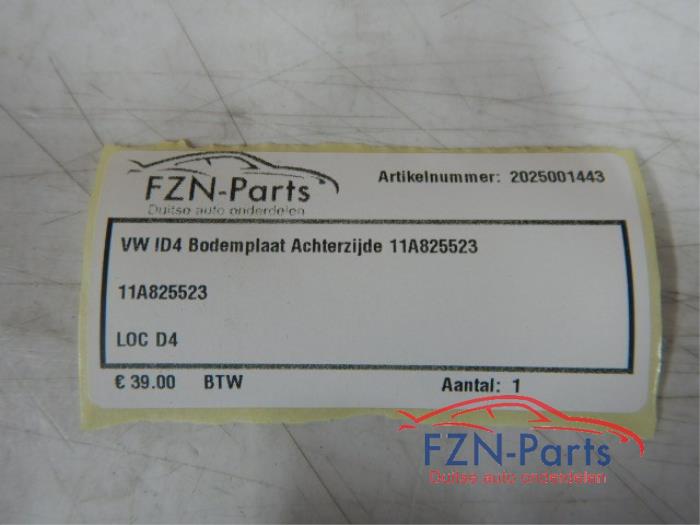 FZN-Parts
Duitse auto onderdelen
Artikelnummer: 2025001443
VW ID4 Bodemplaat Achterzijde 11A825523
11A825523
LOC D4
€ 39.00 BTW Aantal: 1
FZN-Parts
Duitse auto onderdelen